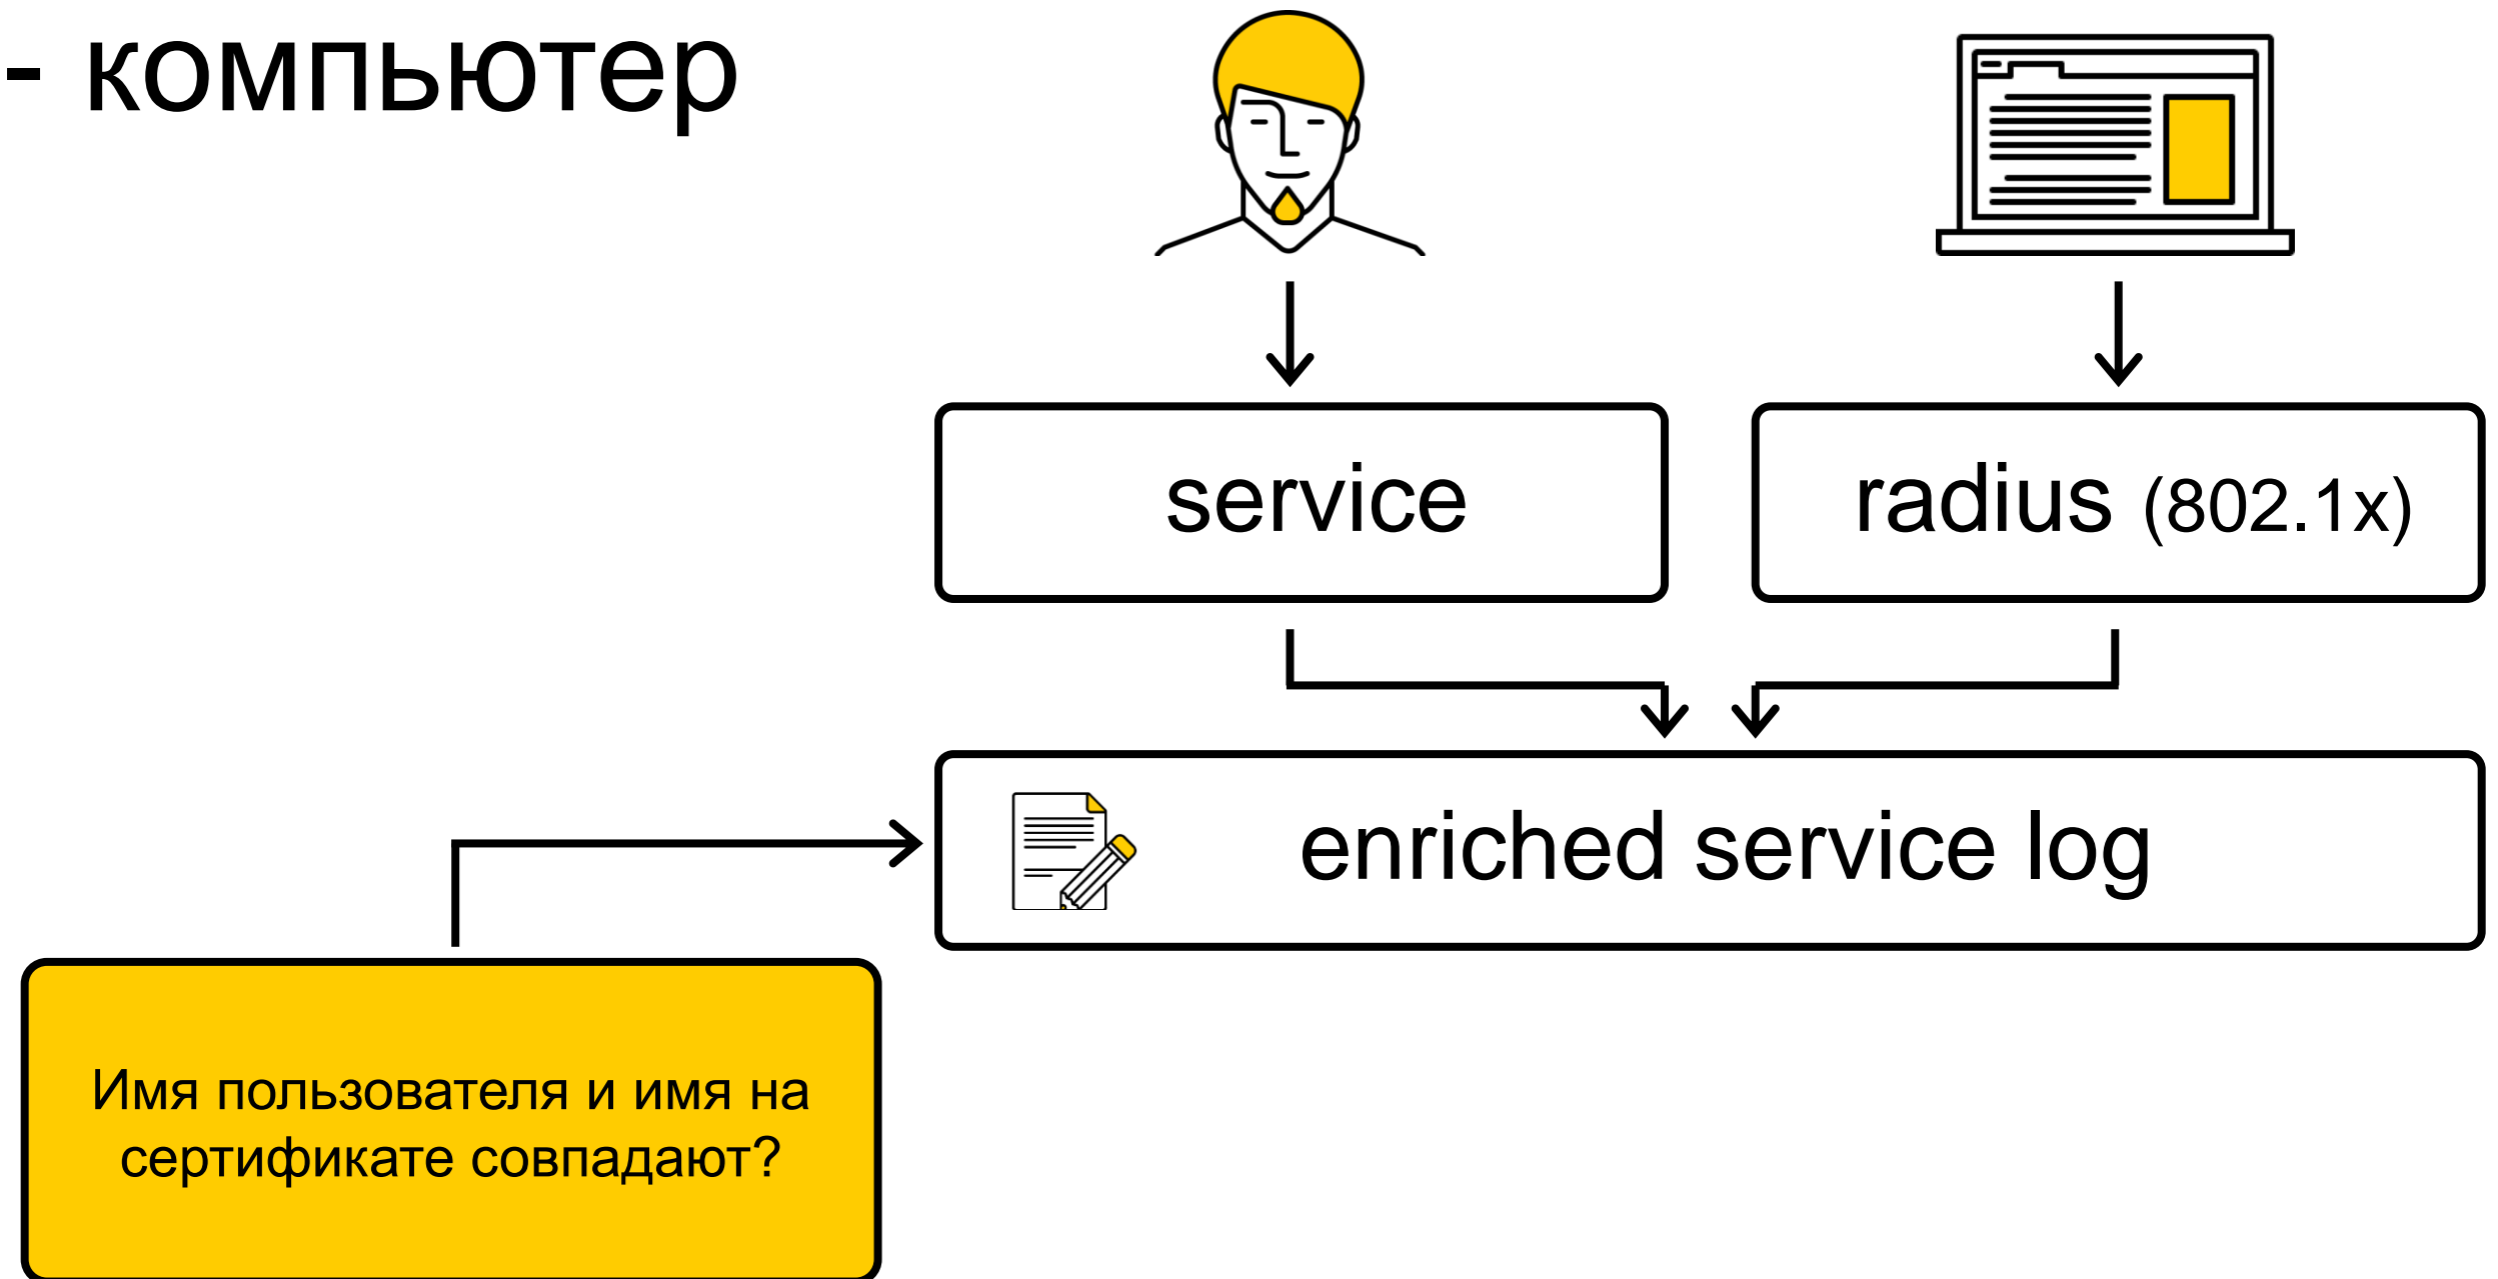 - компьютер
service
radius (802.1x)
enriched service log
Имя пользователя и имя на
сертификате совпадают?